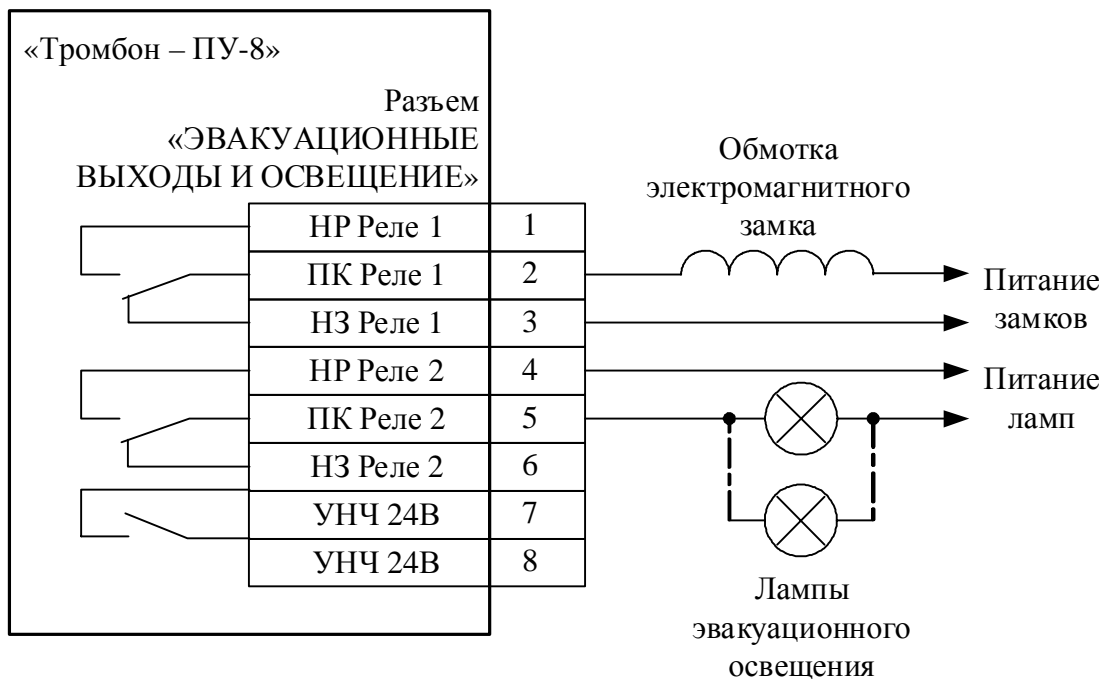 «Тромбон – ПУ-8»
Разъем
«ЭВАКУАЦИОННЫЕ
ВЫХОДЫ И ОСВЕЩЕНИЕ»
НР Реле 1 1
ПК Реле 1 2
НЗ Реле 1 3
НР Реле 2 4
ПК Реле 2 5
НЗ Реле 2 6
УНЧ 24В 7
УНЧ 24В 8
Обмотка
электромагнитного
замка
Питание
замков
Питание
ламп
Лампы
эвакуационного
освещения